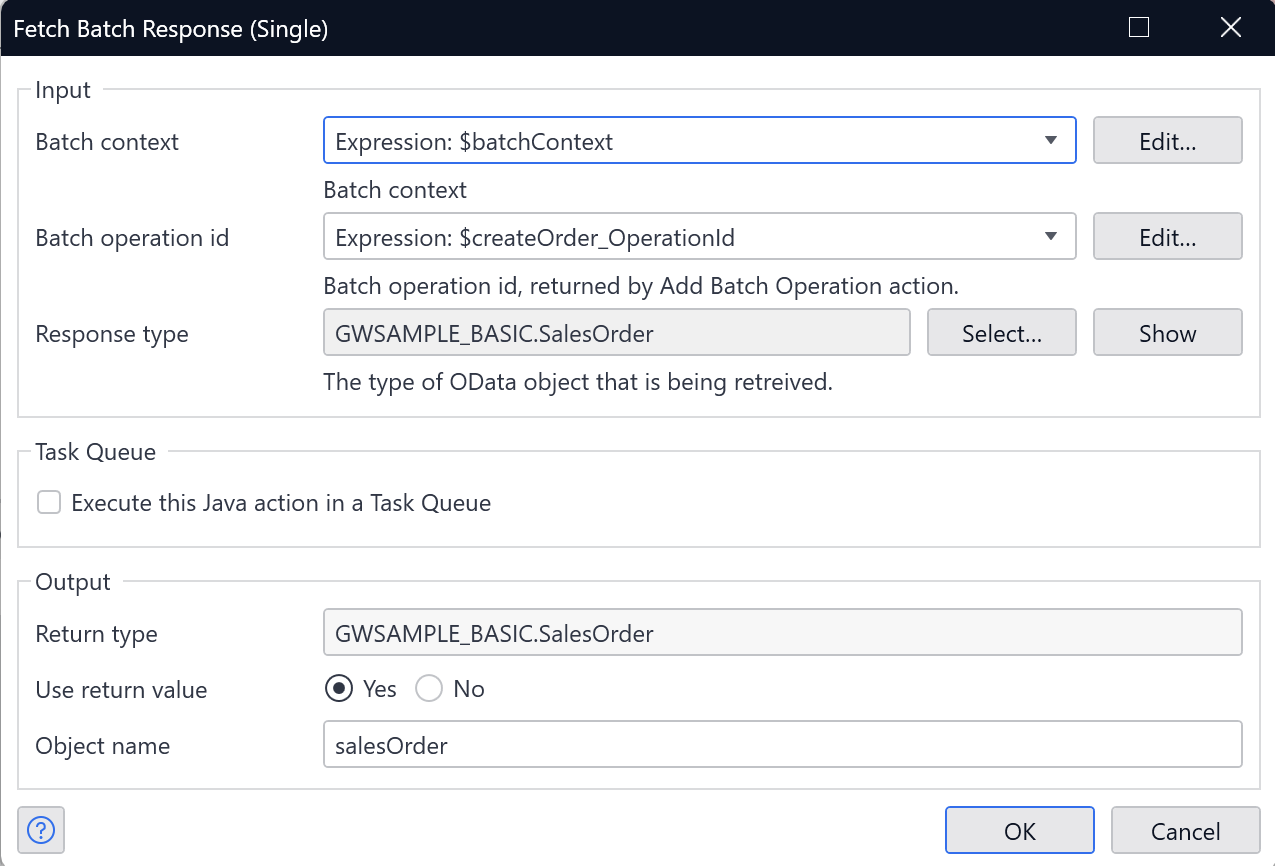 Fetch Batch Response (Single)
Input
Batch context
Expression: $batchContext
Edit...
Batch context
Batch operation id
Expression: $createOrder_OperationId
Edit...
Batch operation id, returned by Add Batch Operation action.
Response type
GWSAMPLE_BASIC.SalesOrder
Select...
Show
The type of OData object that is being retreived.
Task Queue
Execute this Java action in a Task Queue
Output
Return type
GWSAMPLE_BASIC.SalesOrder
Use return value
Yes
No
Object name
salesOrder
?
OK
Cancel